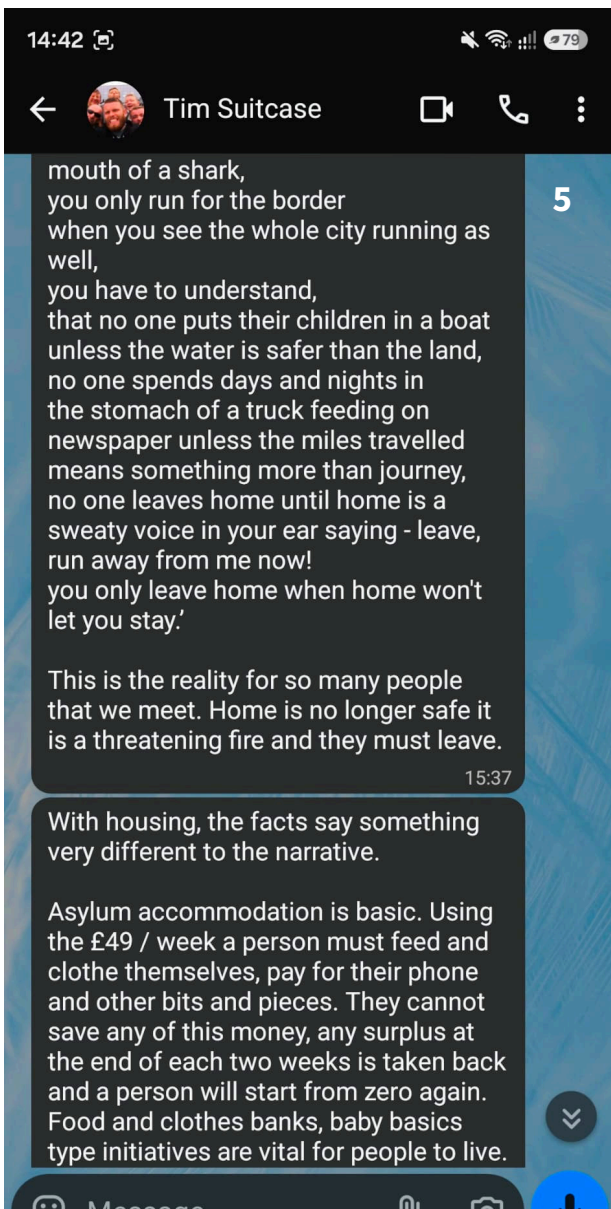 14:42
79
Tim Suitcase
5
mouth of a shark,
you only run for the border
when you see the whole city running as
well,
you have to understand,
that no one puts their children in a boat
unless the water is safer than the land,
no one spends days and nights in
the stomach of a truck feeding on
newspaper unless the miles travelled
means something more than journey,
no one leaves home until home is a
sweaty voice in your ear saying - leave,
run away from me now!
you only leave home when home won't
let you stay.’
This is the reality for so many people
that we meet. Home is no longer safe it
is a threatening fire and they must leave.
15:37
With housing, the facts say something
very different to the narrative.
Asylum accommodation is basic. Using
the £49 / week a person must feed and
clothe themselves, pay for their phone
and other bits and pieces. They cannot
save any of this money, any surplus at
the end of each two weeks is taken back
and a person will start from zero again.
Food and clothes banks, baby basics
type initiatives are vital for people to live.
Message